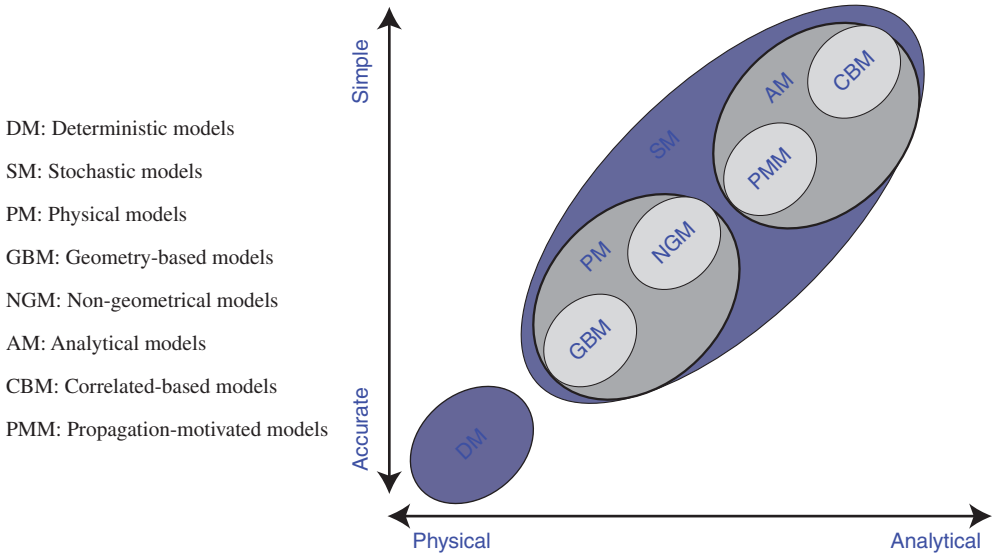 DM: Deterministic models
SM: Stochastic models
PM: Physical models
GBM: Geometry-based models
NGM: Non-geometrical models
AM: Analytical models
CBM: Correlated-based models
PMM: Propagation-motivated models
Simple
Accurate
CBM
AM
SM
PMM
NGM
PM
GBM
DM
Physical
Analytical